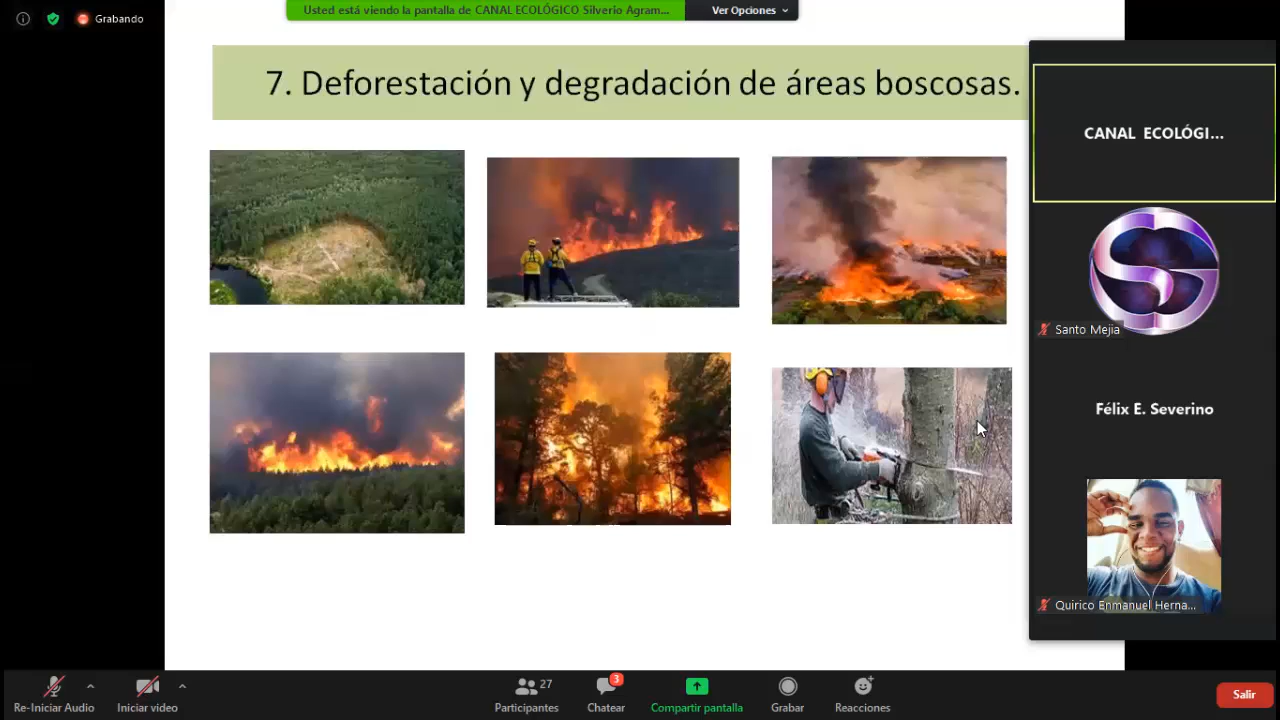 Grabando
Usted está viendo la pantalla de CANAL ECOLÓGICO Silverio Agram...
Ver Opciones
7. Deforestación y degradación de áreas boscosas.
CANAL ECOLÓGI...
Santo Mejia
Félix E. Severino
Quirico Enmanuel Herna...
Re-Iniciar Audio
Iniciar video
27
Participantes
3
Chatear
Compartir pantalla
Grabar
Reacciones
Salir